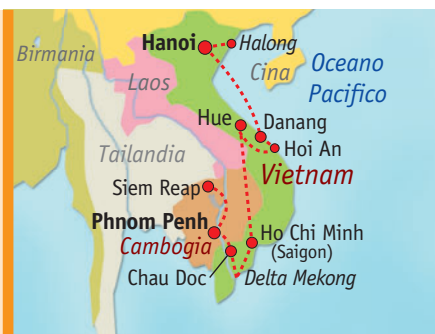 Hanoi
Halong
Birmania
Cina
Oceano
Pacifico
Laos
Hue
Danang
Hoi An
Tailandia
Vietnam
Siem Reap
Phnom Penh
Cambogia
Ho Chi Minh
(Saigon)
Chau Doc
Delta Mekong